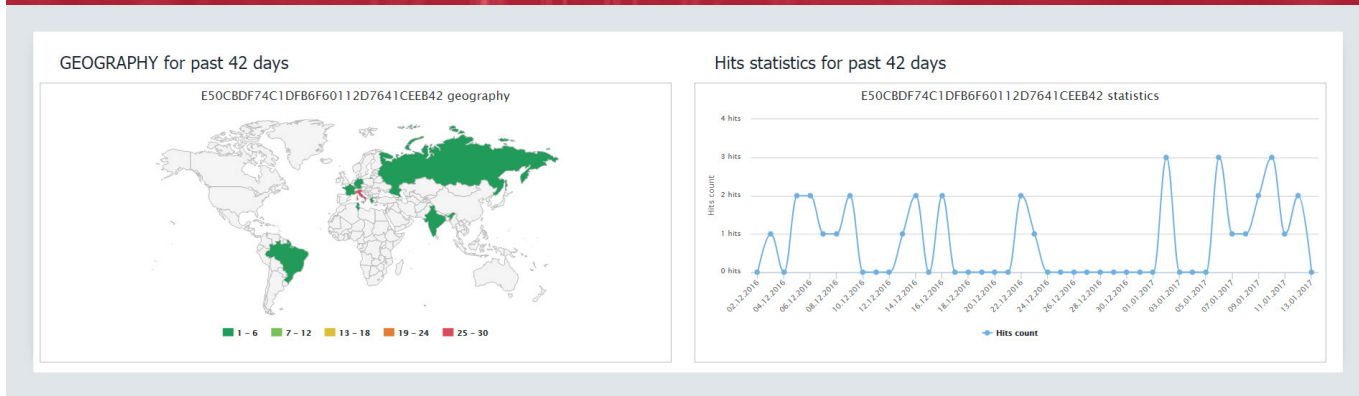 GEOGRAPHY for past 42 days
E50CBDF74C1DFB6F60112D7641CEEB42 geography
1 – 6
7 – 12
13 – 18
19 – 24
25 – 30
Hits statistics for past 42 days
E50CBDF74C1DFB6F60112D7641CEEB42 statistics
Hits count
4 hits
3 hits
2 hits
1 hits
0 hits
02.12.2016
04.12.2016
06.12.2016
08.12.2016
10.12.2016
12.12.2016
14.12.2016
16.12.2016
18.12.2016
20.12.2016
22.12.2016
24.12.2016
26.12.2016
28.12.2016
30.12.2016
01.01.2017
03.01.2017
05.01.2017
07.01.2017
09.01.2017
11.01.2017
13.01.2017
Hits count